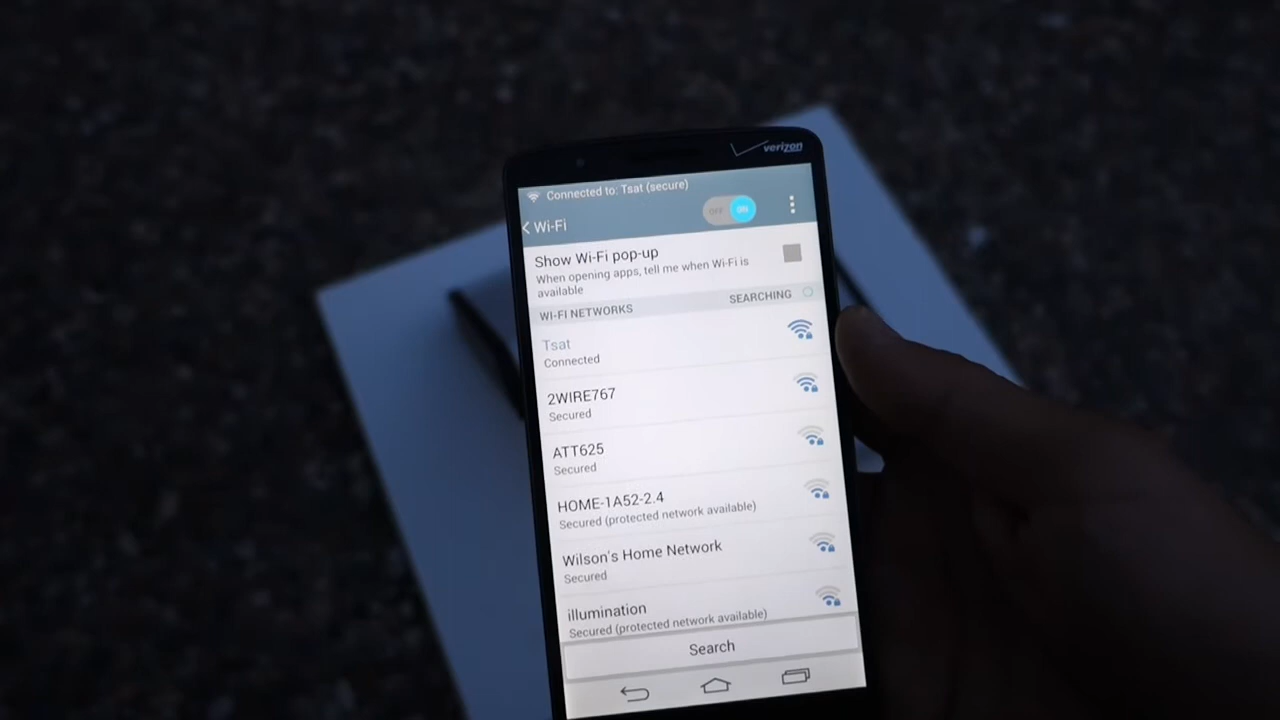 verizon
Connected to: Tsat (secure)
Wi-Fi
OFF ON
Show Wi-Fi pop-up
When opening apps, tell me when Wi-Fi is
available
WI-FI NETWORKS SEARCHING
Tsat
Connected
2WIRE767
Secured
ATT625
Secured
HOME-1A52-2.4
Secured (protected network available)
Wilson's Home Network
Secured
illumination
Secured (protected network available)
Search